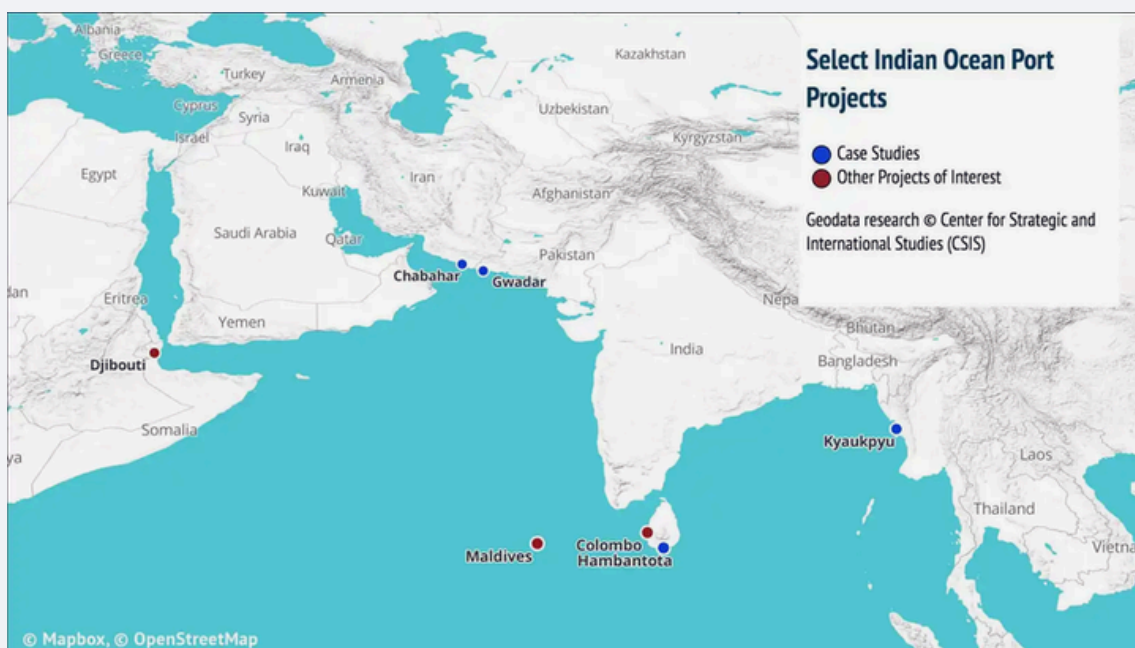 Select Indian Ocean Port
Projects
Case Studies
Other Projects of Interest
Geodata research © Center for Strategic and
International Studies (CSIS)
Albania
Greece
Turkey
Armenia
Kazakhstan
Uzbekistan
Kyrgyzstan
Cyprus
Syria
Israel
Iraq
Iran
Afghanistan
Egypt
Kuwait
Saudi Arabia
Qatar
Pakistan
Chabahar
Gwadar
dan
Eritrea
Yemen
Nepa
Bhutan
India
Bangladesh
Djibouti
Somalia
Kyaukpyu
ya
Laos
Thailand
Colombo
Vietna
Maldives
Hambantota
© Mapbox, © OpenStreetMap